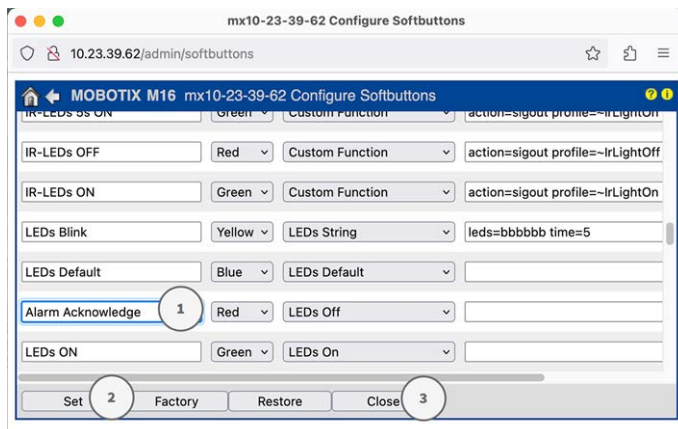 mx10-23-39-62 Configure Softbuttons
10.23.39.62/admin/softbuttons
MOBOTIX M16 mx10-23-39-62 Configure Softbuttons ? i
IR-LEDs 5s ON Green Custom Function action=sigout profile=~IrLightOn
IR-LEDs OFF Red Custom Function action=sigout profile=~IrLightOff
IR-LEDs ON Green Custom Function action=sigout profile=~IrLightOn
LEDs Blink Yellow LEDs String leds=bbbbbb time=5
LEDs Default Blue LEDs Default
Alarm Acknowledge 1 Red LEDs Off
LEDs ON Green LEDs On
Set 2 Factory Restore Close 3